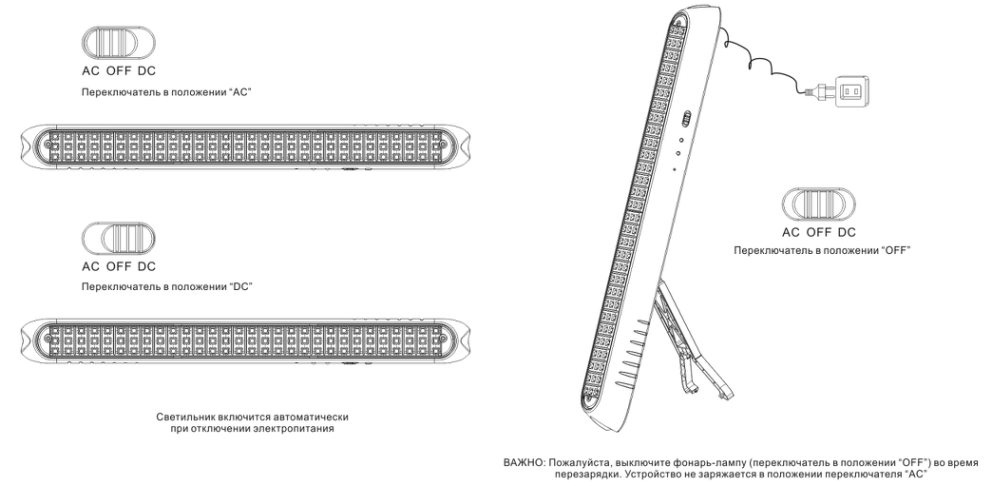 AC OFF DC
Переключатель в положении “AC”
AC OFF DC
Переключатель в положении “DC”
Светильник включится автоматически
при отключении электропитания
AC OFF DC
Переключатель в положении “OFF”
ВАЖНО: Пожалуйста, выключите фонарь-лампу (переключатель в положении “OFF”) во время
перезарядки. Устройство не заряжается в положении переключателя “AC”